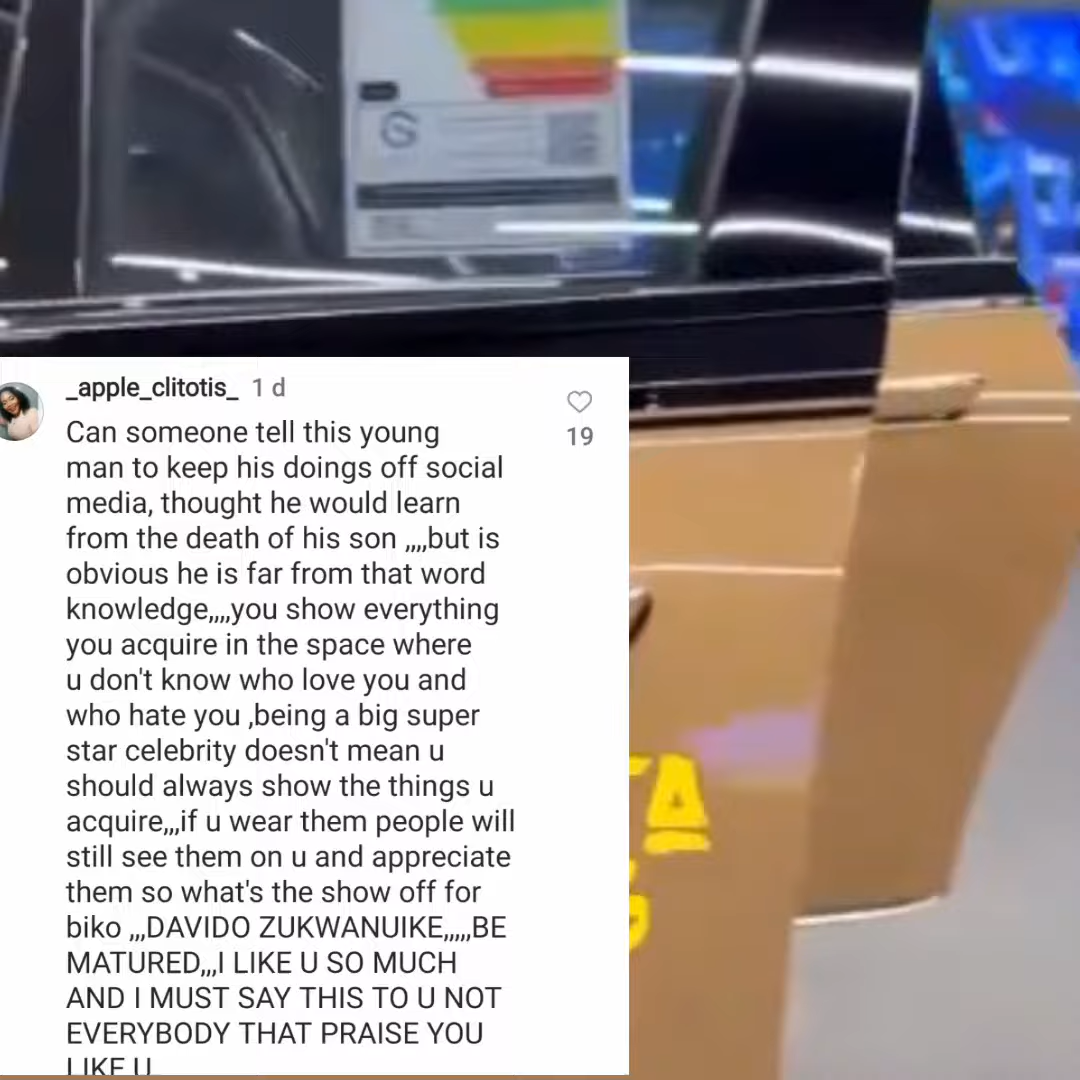 _apple_clitotis_ 1 d
19
Can someone tell this young
man to keep his doings off social
media, thought he would learn
from the death of his son ,,,,but is
obvious he is far from that word
knowledge,,,,you show everything
you acquire in the space where
u don't know who love you and
who hate you ,being a big super
star celebrity doesn't mean u
should always show the things u
acquire,,,if u wear them people will
still see them on u and appreciate
them so what's the show off for
biko ,,,DAVIDO ZUKWANUIKE,,,,,BE
MATURED,,,I LIKE U SO MUCH
AND I MUST SAY THIS TO U NOT
EVERYBODY THAT PRAISE YOU
LIKE U